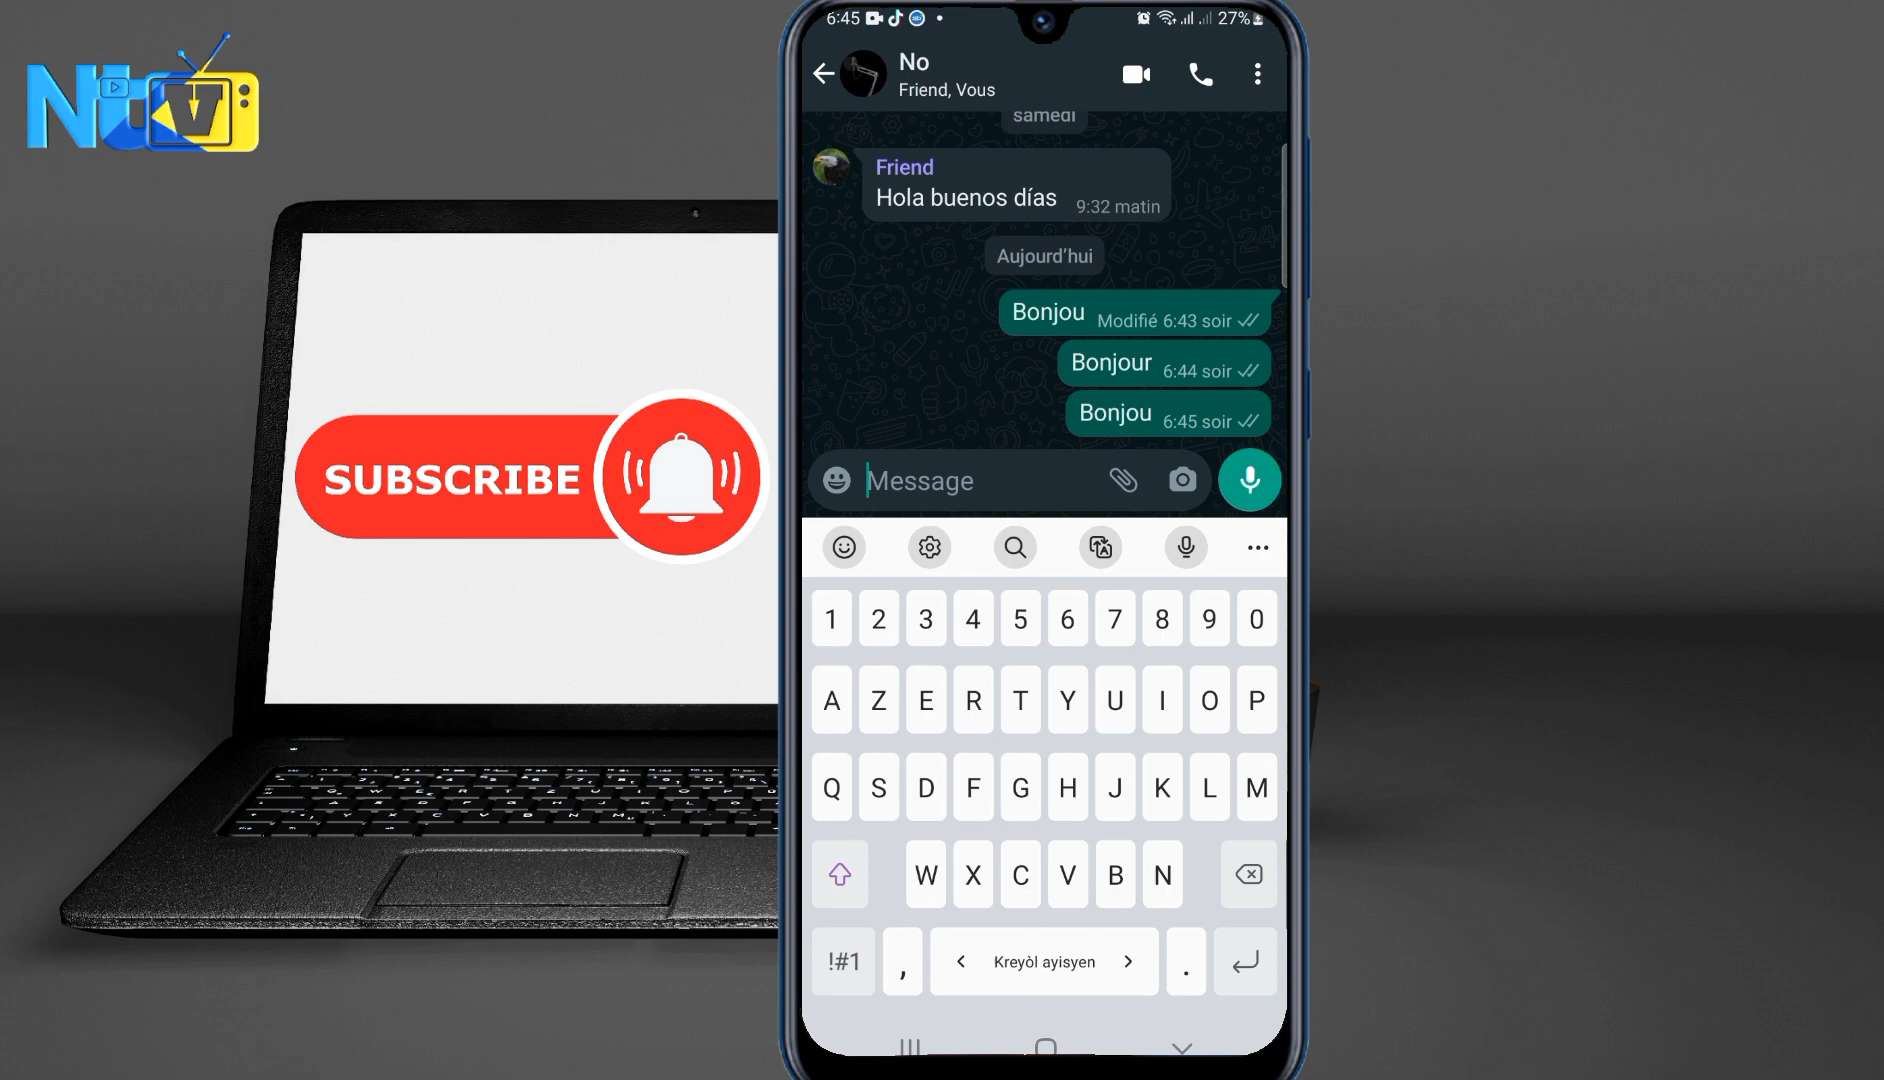 NtV
SUBSCRIBE
6:45
27%
No
Friend, Vous
samedi
Friend
Hola buenos días 9:32 matin
Aujourd'hui
Bonjou Modifié 6:43 soir
Bonjour 6:44 soir
Bonjou 6:45 soir
Message
1 2 3 4 5 6 7 8 9 0
A Z E R T Y U I O P
Q S D F G H J K L M
W X C V B N
!#1 , < Kreyòl ayisyen > .